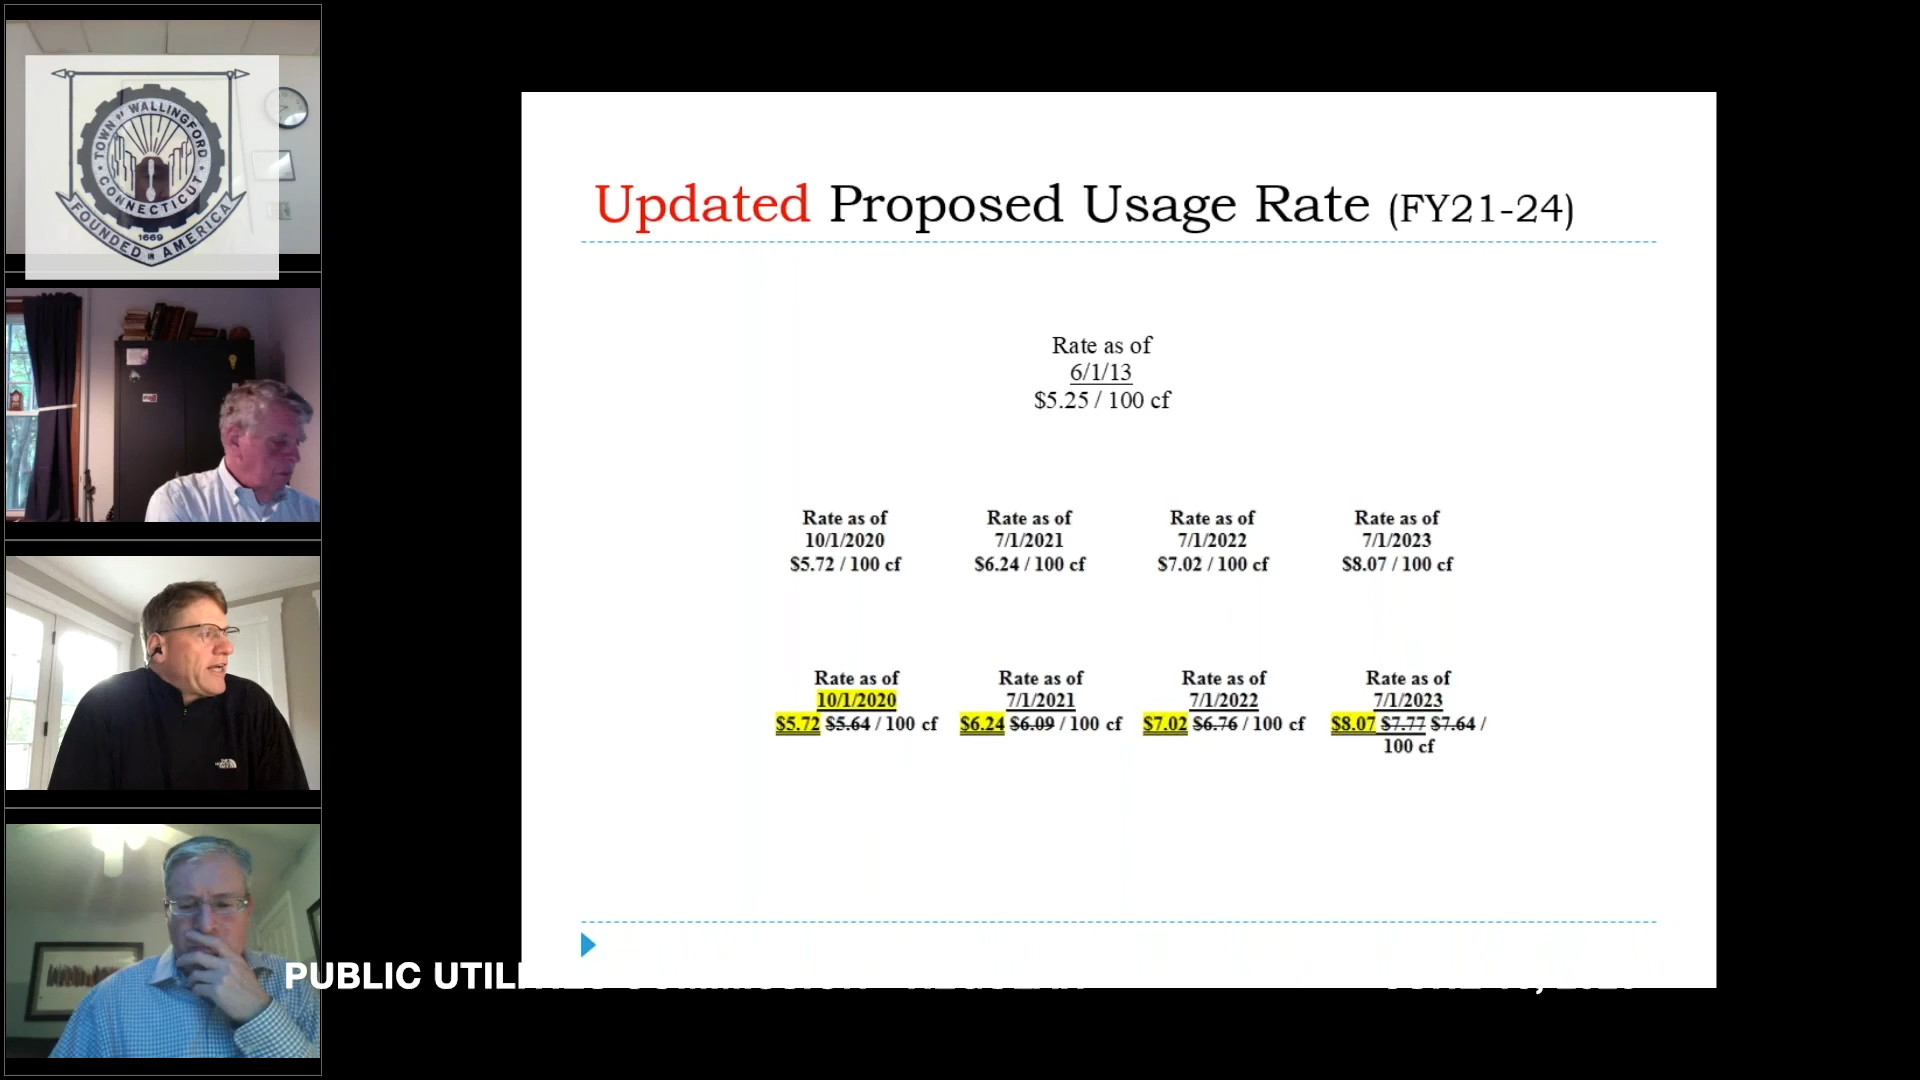 TOWN OF WALLINGFORD
CONNECTICUT
1669
FOUNDED IN AMERICA
Updated Proposed Usage Rate (FY21-24)
Rate as of
6/1/13
$5.25 / 100 cf
Rate as of Rate as of Rate as of Rate as of
10/1/2020 7/1/2021 7/1/2022 7/1/2023
$5.72 / 100 cf $6.24 / 100 cf $7.02 / 100 cf $8.07 / 100 cf
Rate as of Rate as of Rate as of Rate as of
10/1/2020 7/1/2021 7/1/2022 7/1/2023
$5.72 $5.64 / 100 cf $6.24 $6.09 / 100 cf $7.02 $6.76 / 100 cf $8.07 $7.77 $7.64 /
100 cf
PUBLIC